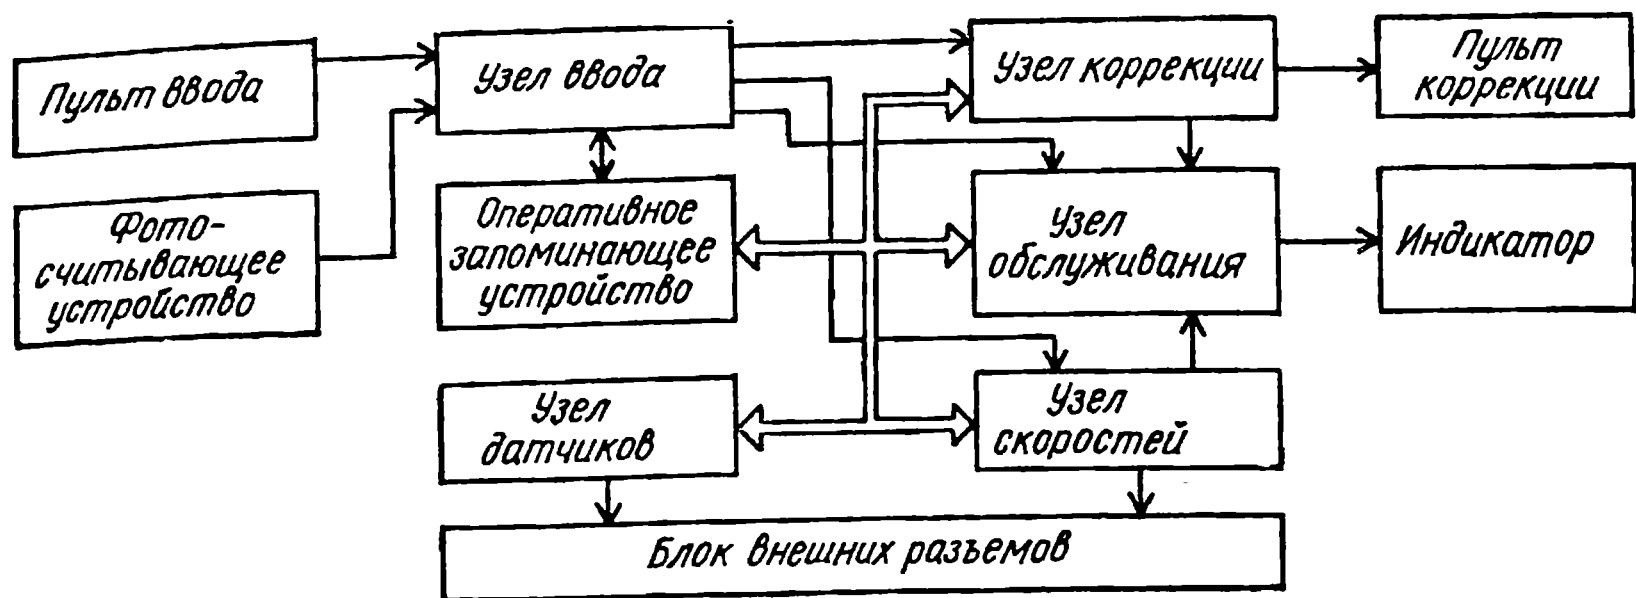 Пульт ввода
Узел ввода
Узел коррекции
Пульт
коррекции
Фото-
считывающее
устройство
Оперативное
запоминающее
устройство
Узел
обслуживания
Индикатор
Узел
датчиков
Узел
скоростей
Блок внешних разъемов